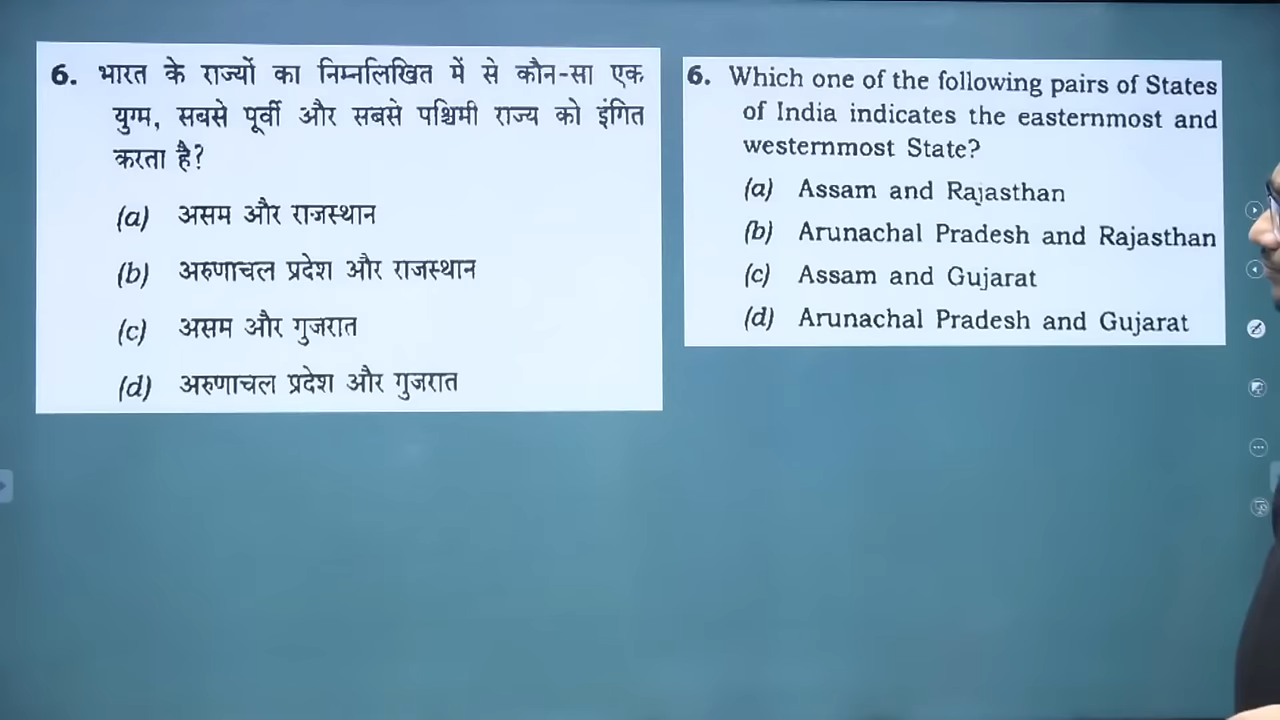 6. भारत के राज्यों का निम्नलिखित में से कौन-सा एक
युग्म, सबसे पूर्वी और सबसे पश्चिमी राज्य को इंगित
करता है?
(a) असम और राजस्थान
(b) अरुणाचल प्रदेश और राजस्थान
(c) असम और गुजरात
(d) अरुणाचल प्रदेश और गुजरात
6. Which one of the following pairs of States
of India indicates the easternmost and
westernmost State?
(a) Assam and Rajasthan
(b) Arunachal Pradesh and Rajasthan
(c) Assam and Gujarat
(d) Arunachal Pradesh and Gujarat